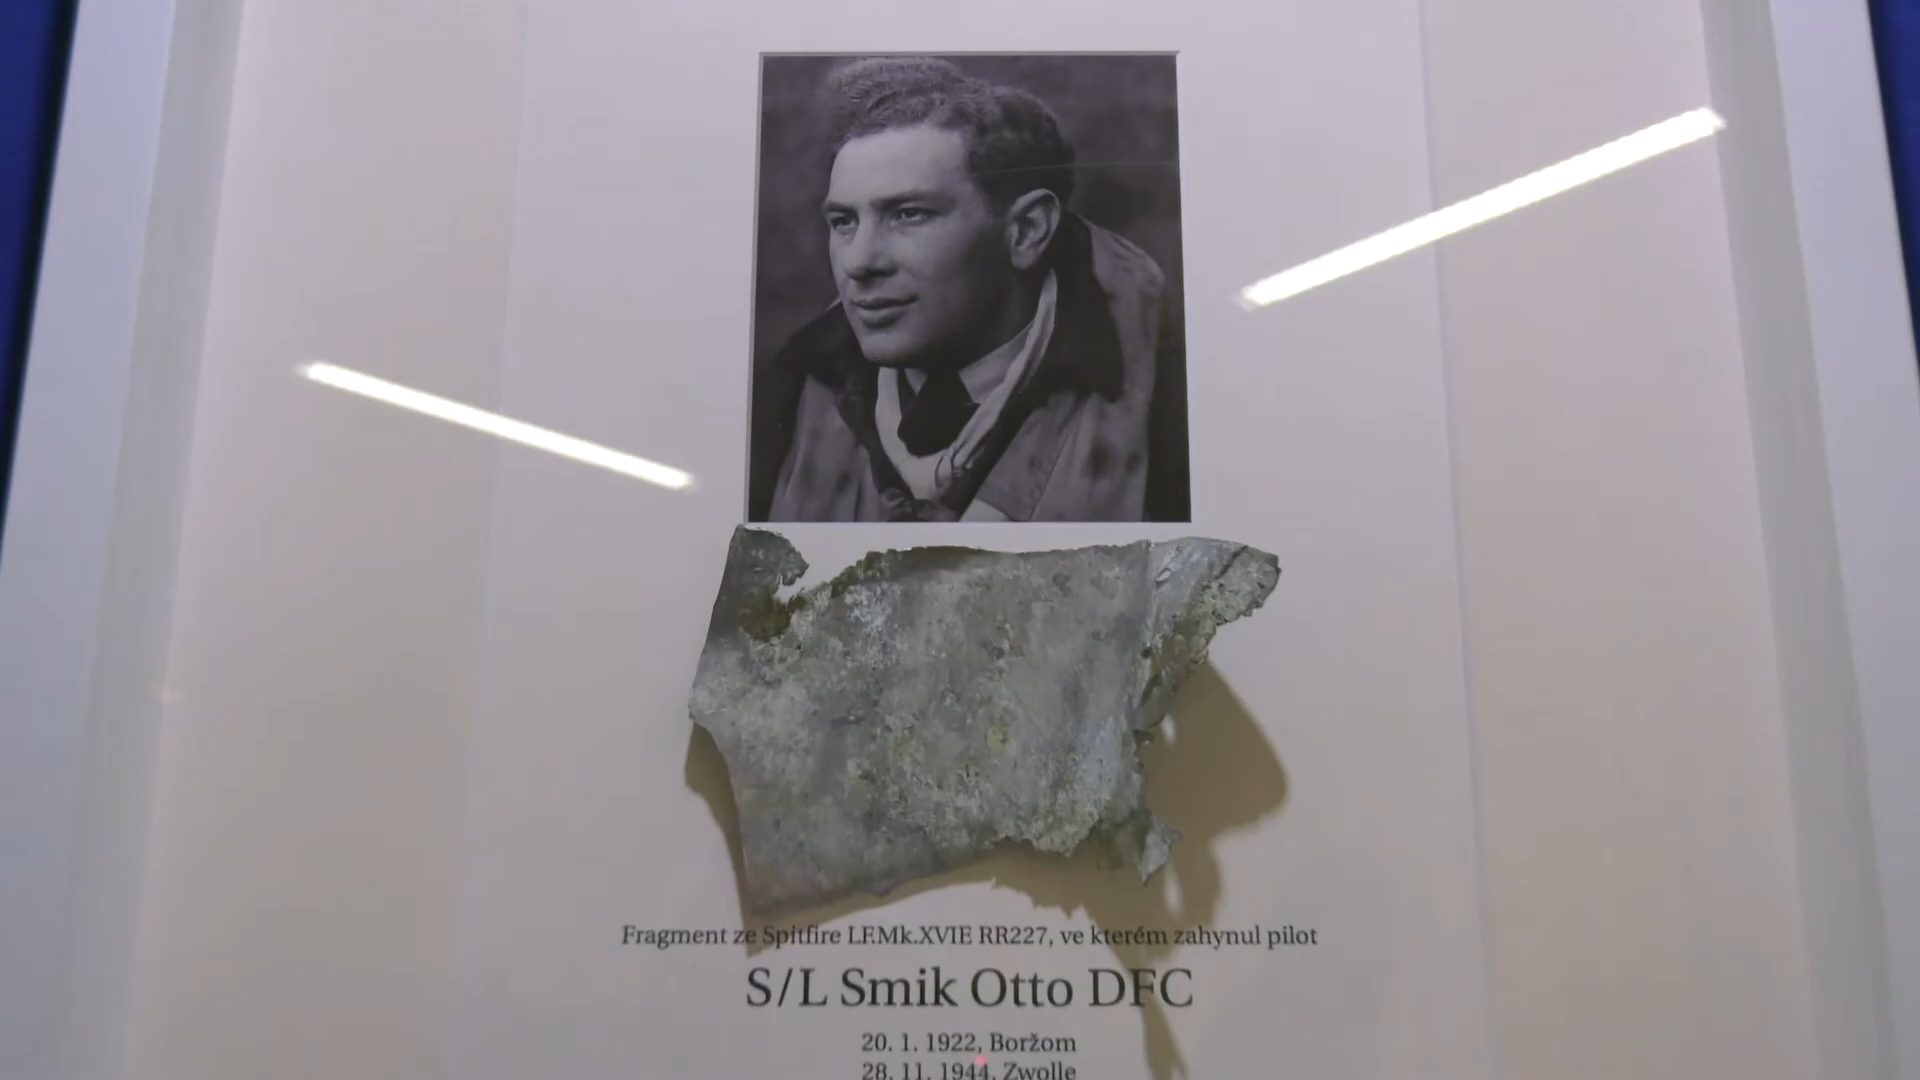 Fragment ze Spitfire LF.Mk.XVIE RR227, ve kterém zahynul pilot
S/L Smik Otto DFC
20. 1. 1922, Boržom
28. 11. 1944, Zwolle